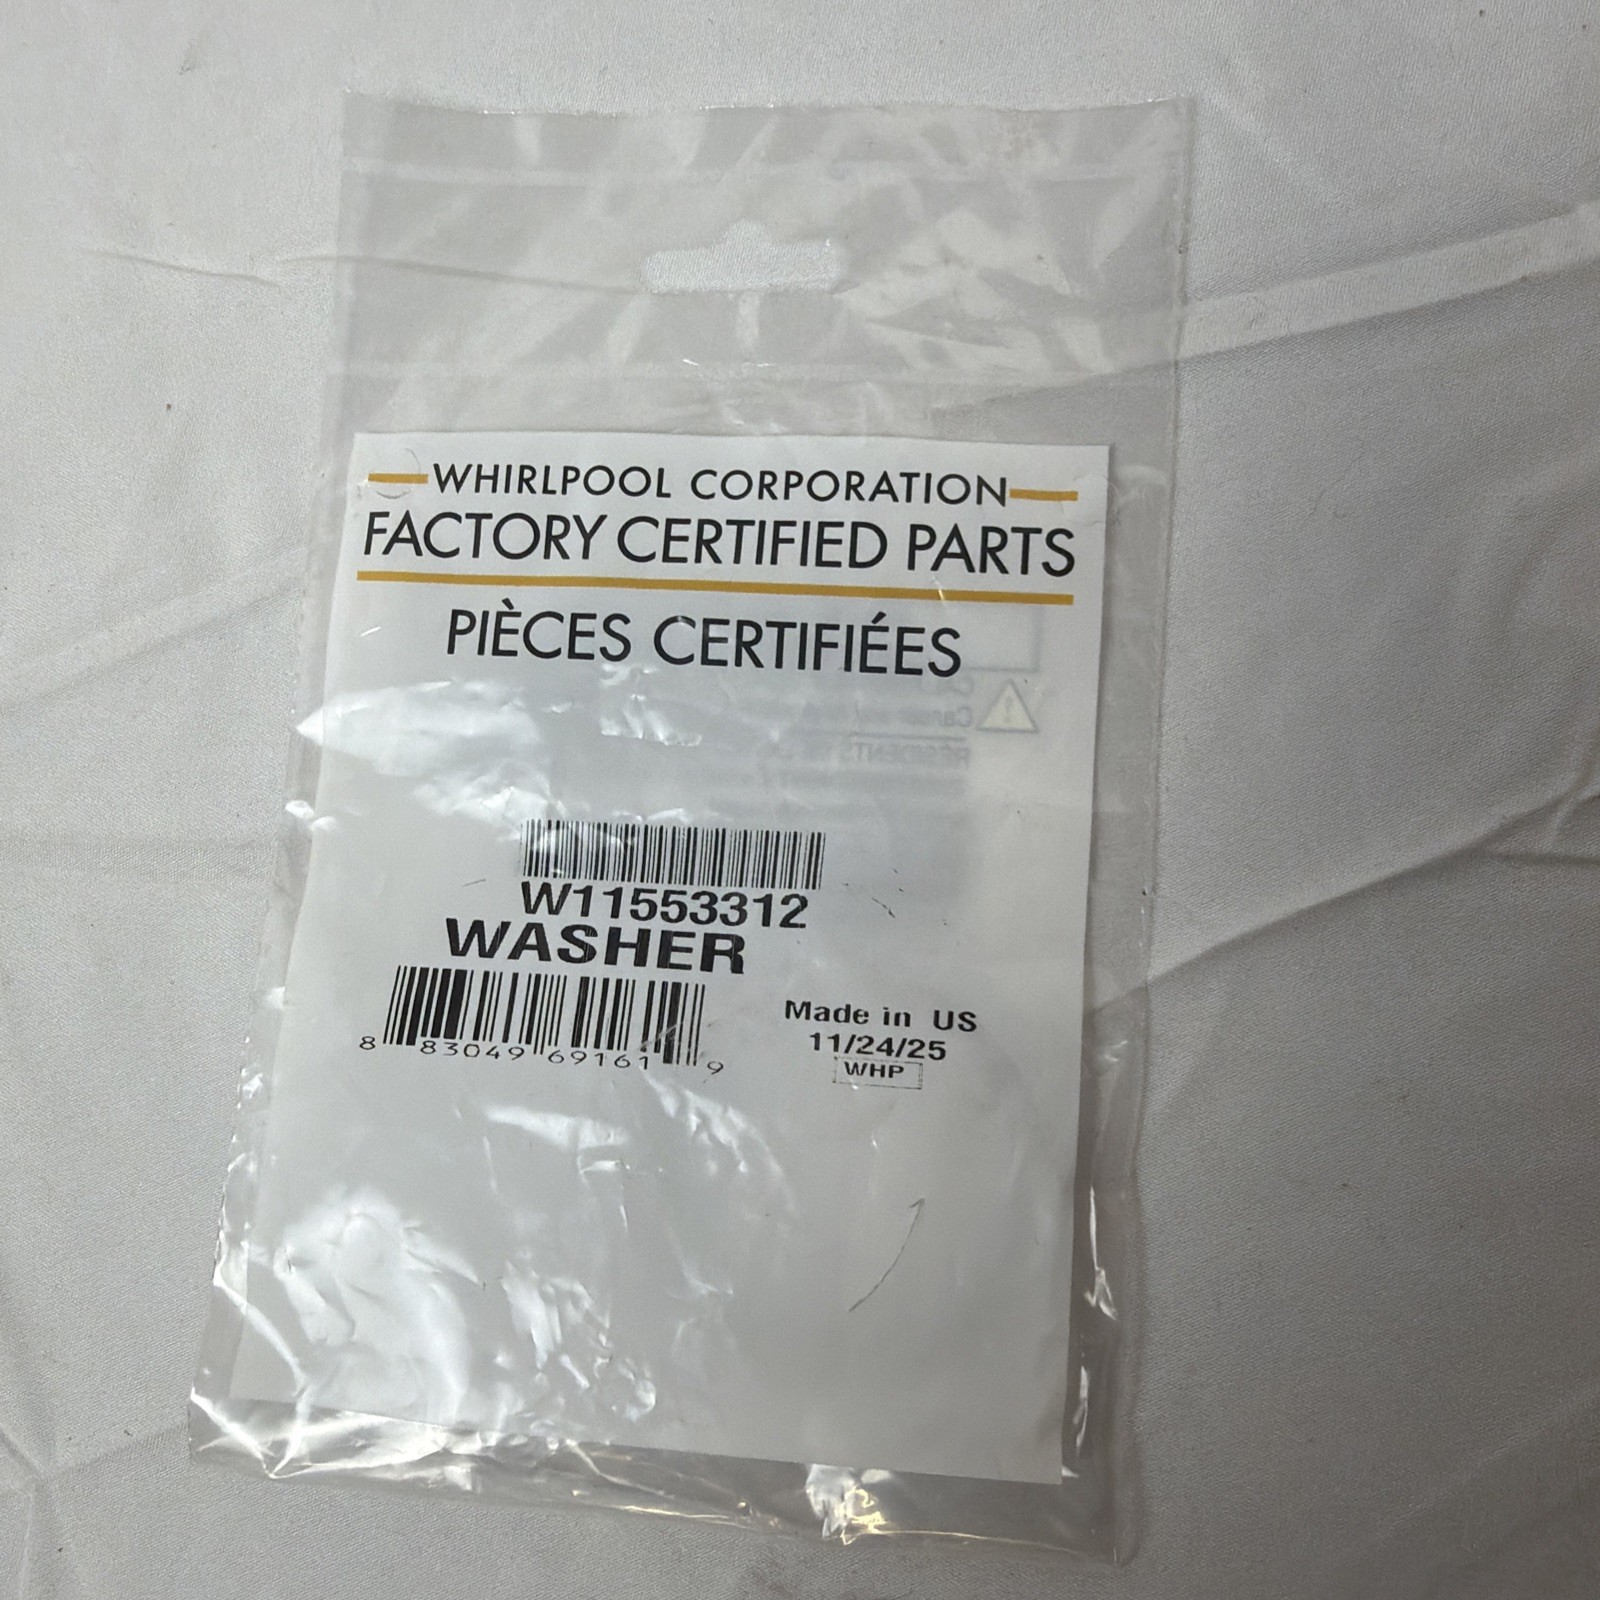 WHIRLPOOL CORPORATION
FACTORY CERTIFIED PARTS
PIÈCES CERTIFIÉES
W11553312
WASHER
8 83049 69161 9
Made in US
11/24/25
WHP